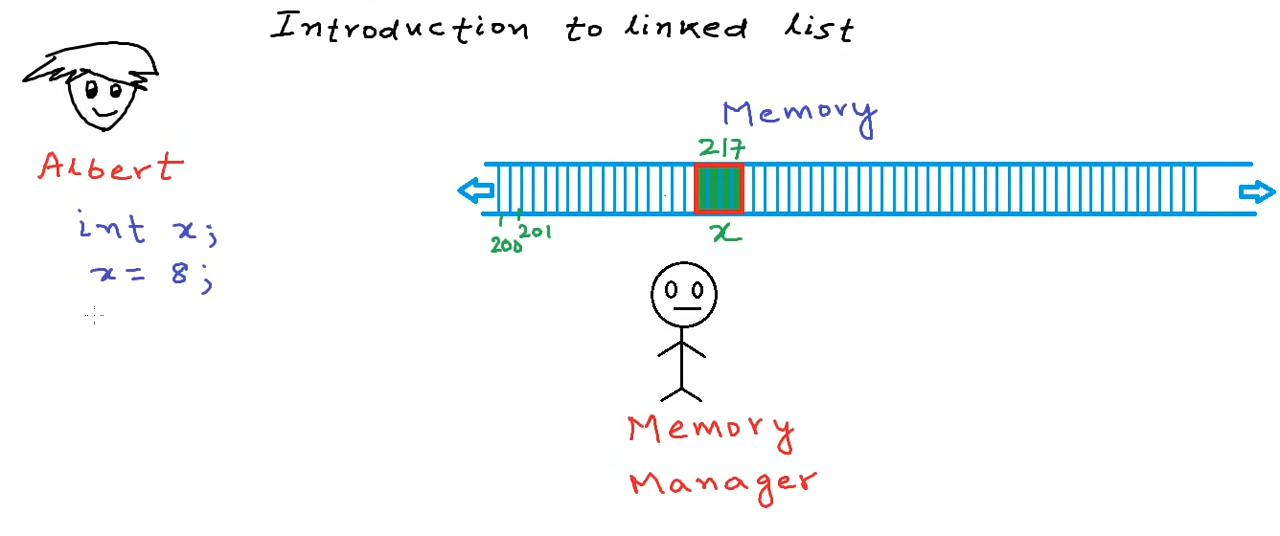 Introduction to linked list
Albert
int x;
x = 8;
Memory
217
200
201
x
Memory
Manager